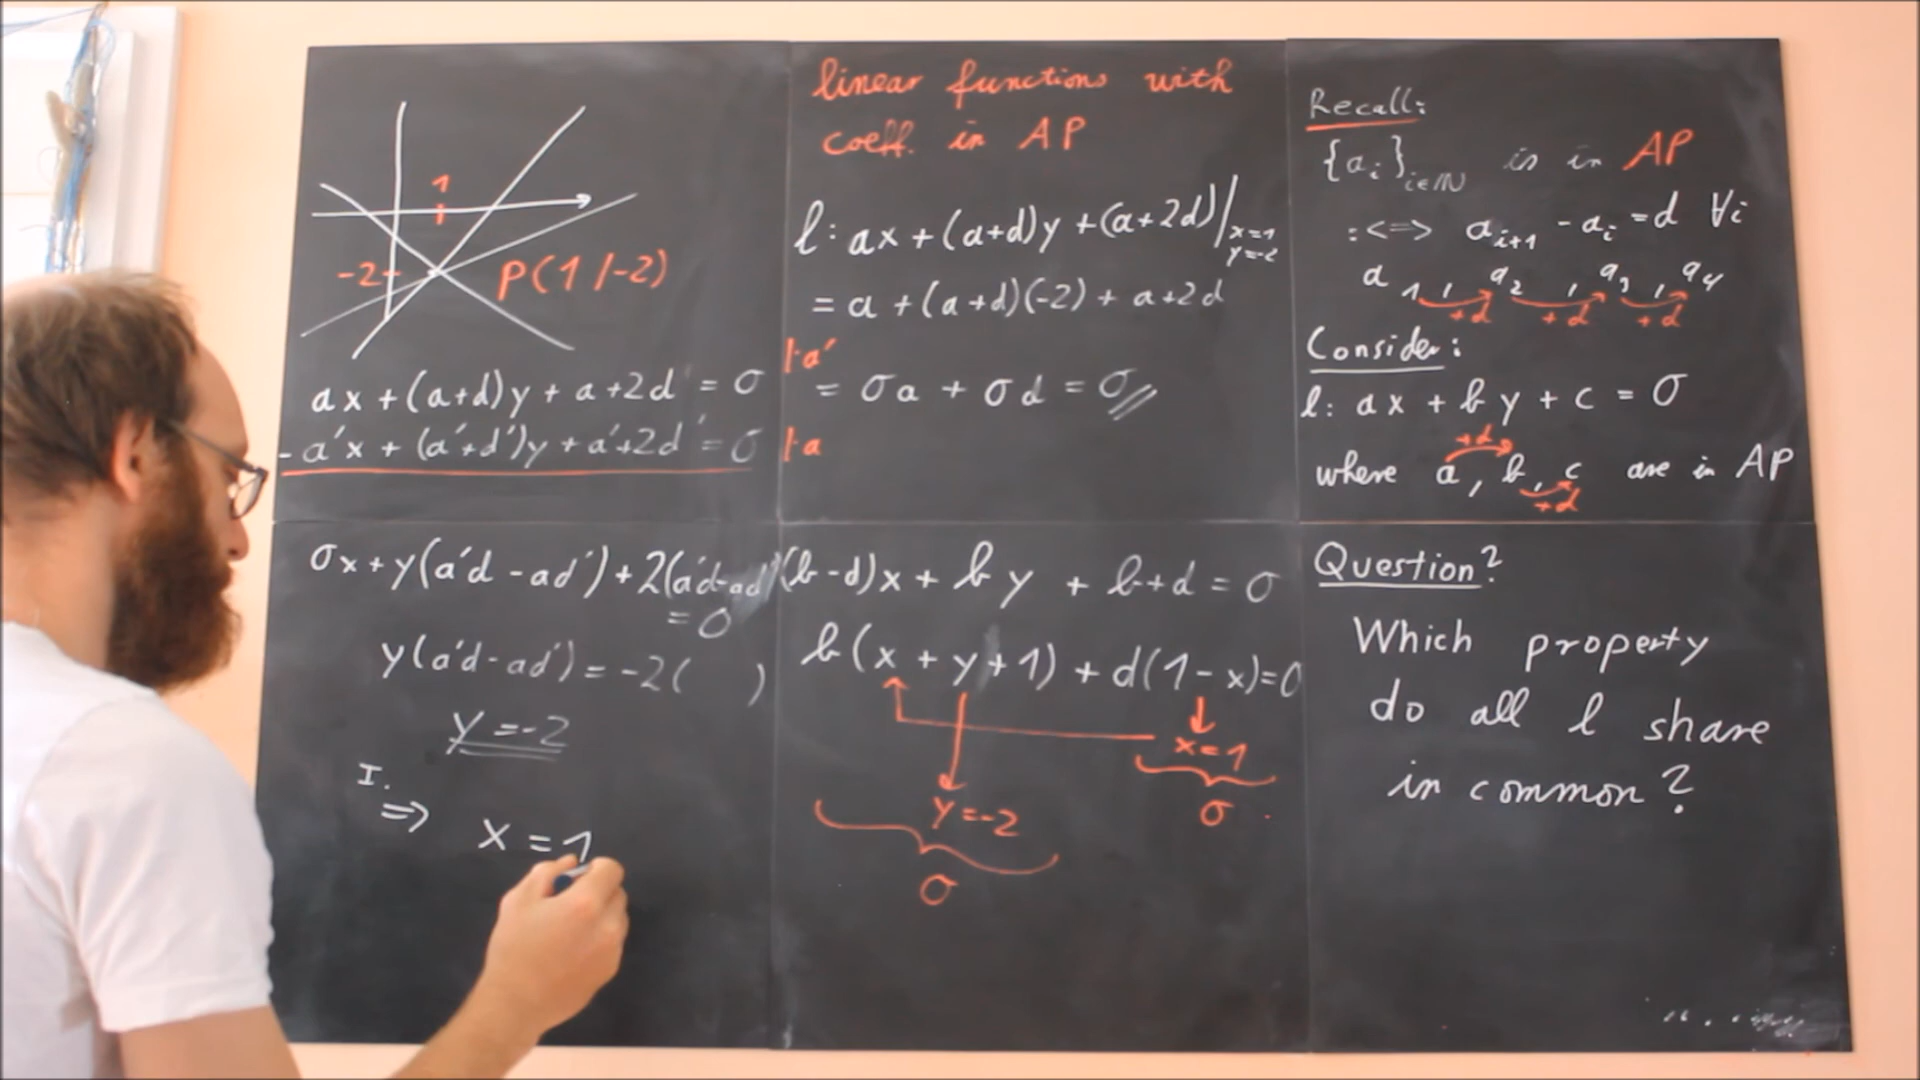 linear functions with
coeff. in AP
l: ax + (a+d)y + (a+2d)|x=1 y=-2
= a + (a+d)(-2) + a+2d
= 0a + 0d = 0
Recall:
{a_i}_{i∈ℕ} is in AP
:<=> a_{i+1} - a_i = d ∀i
a_1, a_2, a_3, a_4
+d +d +d
Consider:
l: ax + by + c = 0
+d
where a, b, c are in AP
+d
Question?
Which property
do all l share
in common?
1
-2
P(1/-2)
ax + (a+d)y + a+2d = 0 |·a'
- a'x + (a'+d')y + a'+2d' = 0 |·a
0x + y(a'd - ad') + 2(a'd-ad')
= 0
y(a'd-ad') = -2( )
y = -2
I.
=> x = 1
(b-d)x + by + b+d = 0
b(x + y + 1) + d(1-x)=0
x=1
y=-2
0
0